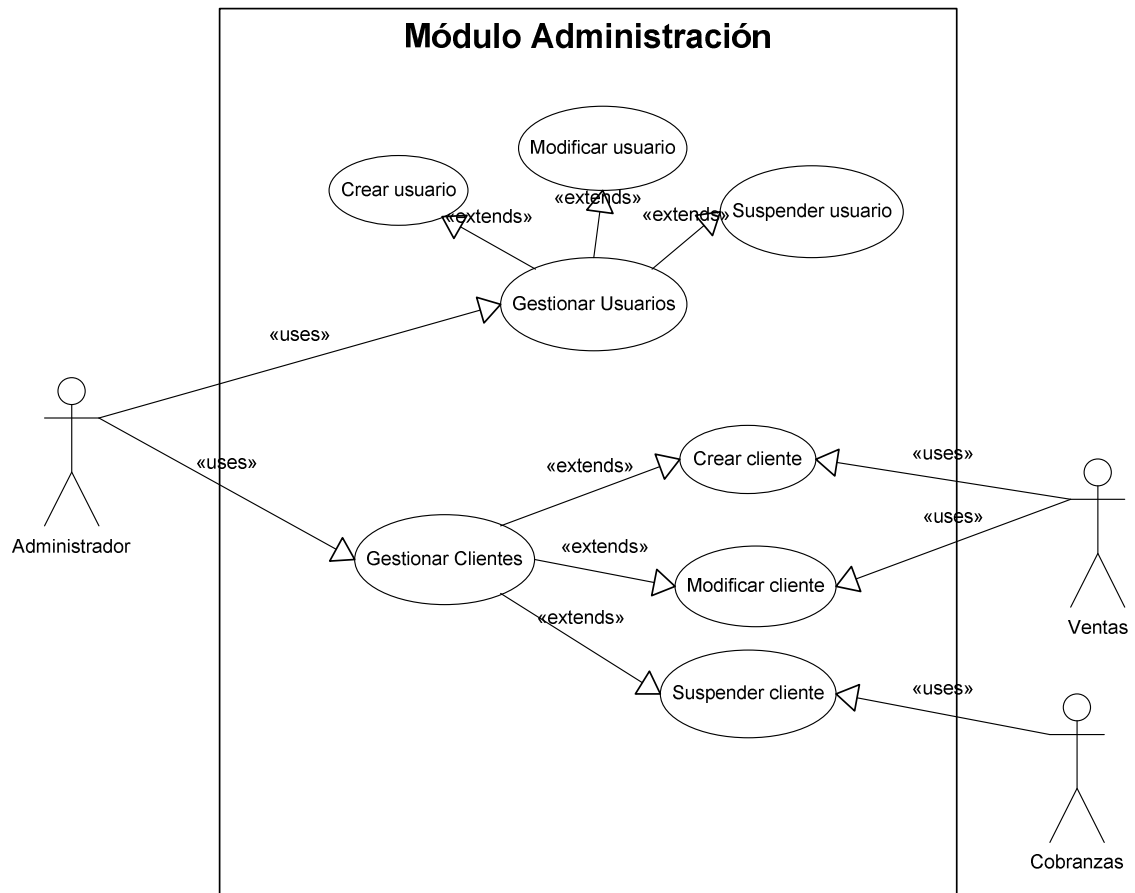 Módulo Administración
Modificar usuario
Crear usuario
«extends»
Suspender usuario
«extends»
«extends»
Gestionar Usuarios
«uses»
Crear cliente
«uses»
«uses»
«extends»
«uses»
Administrador
Gestionar Clientes
«extends»
Modificar cliente
«extends»
Ventas
Suspender cliente
«uses»
Cobranzas